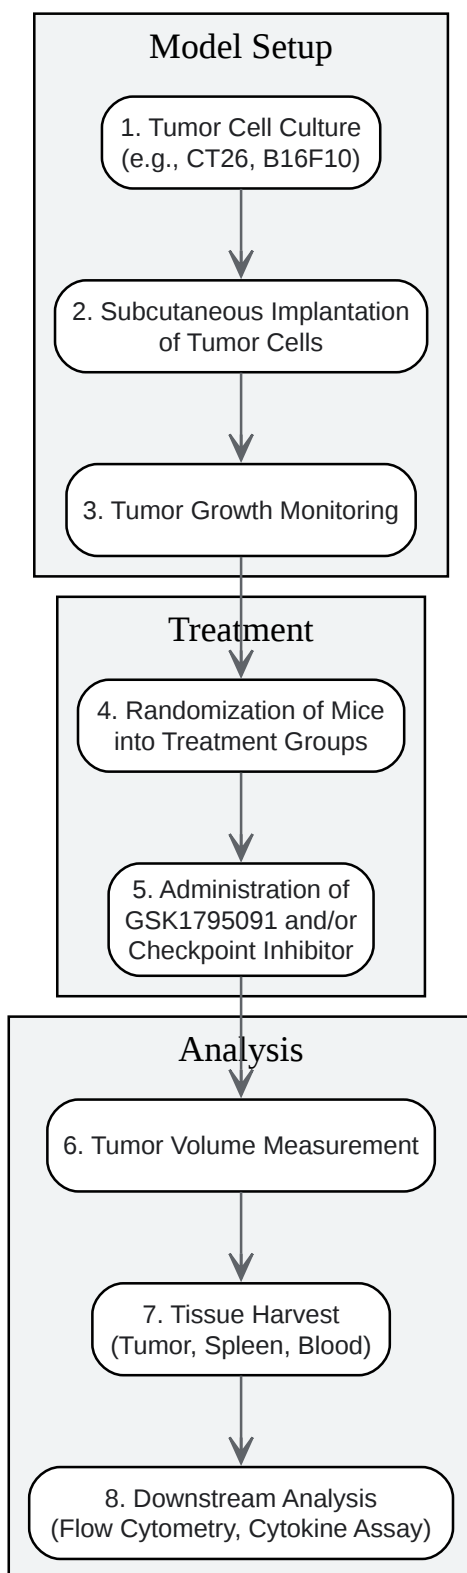 Model Setup
1. Tumor Cell Culture
(e.g., CT26, B16F10)
2. Subcutaneous Implantation
of Tumor Cells
3. Tumor Growth Monitoring
Treatment
4. Randomization of Mice
into Treatment Groups
5. Administration of
GSK1795091 and/or
Checkpoint Inhibitor
Analysis
6. Tumor Volume Measurement
7. Tissue Harvest
(Tumor, Spleen, Blood)
8. Downstream Analysis
(Flow Cytometry, Cytokine Assay)